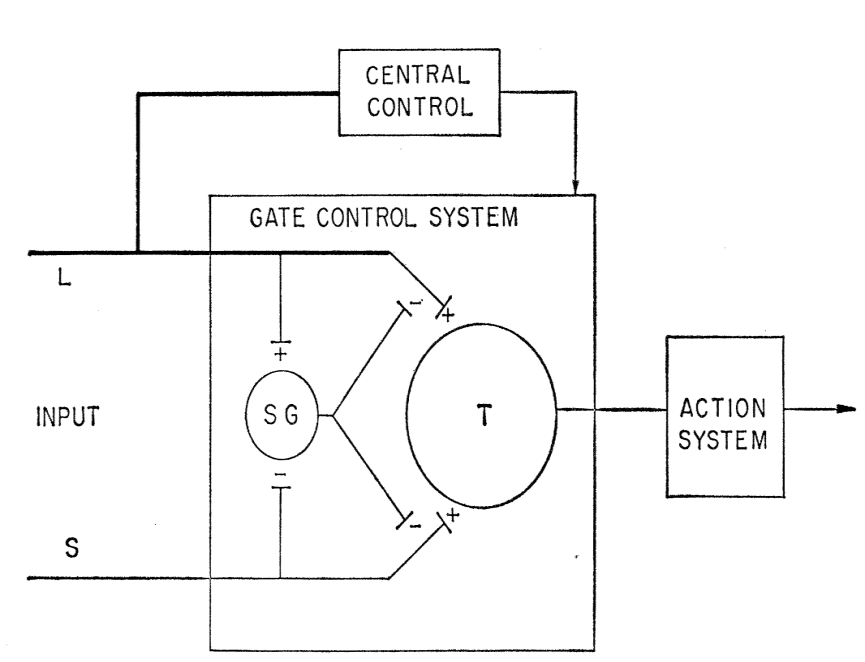 CENTRAL
CONTROL
GATE CONTROL SYSTEM
L
+
-
+
INPUT
SG
T
ACTION
SYSTEM
-
-
+
S